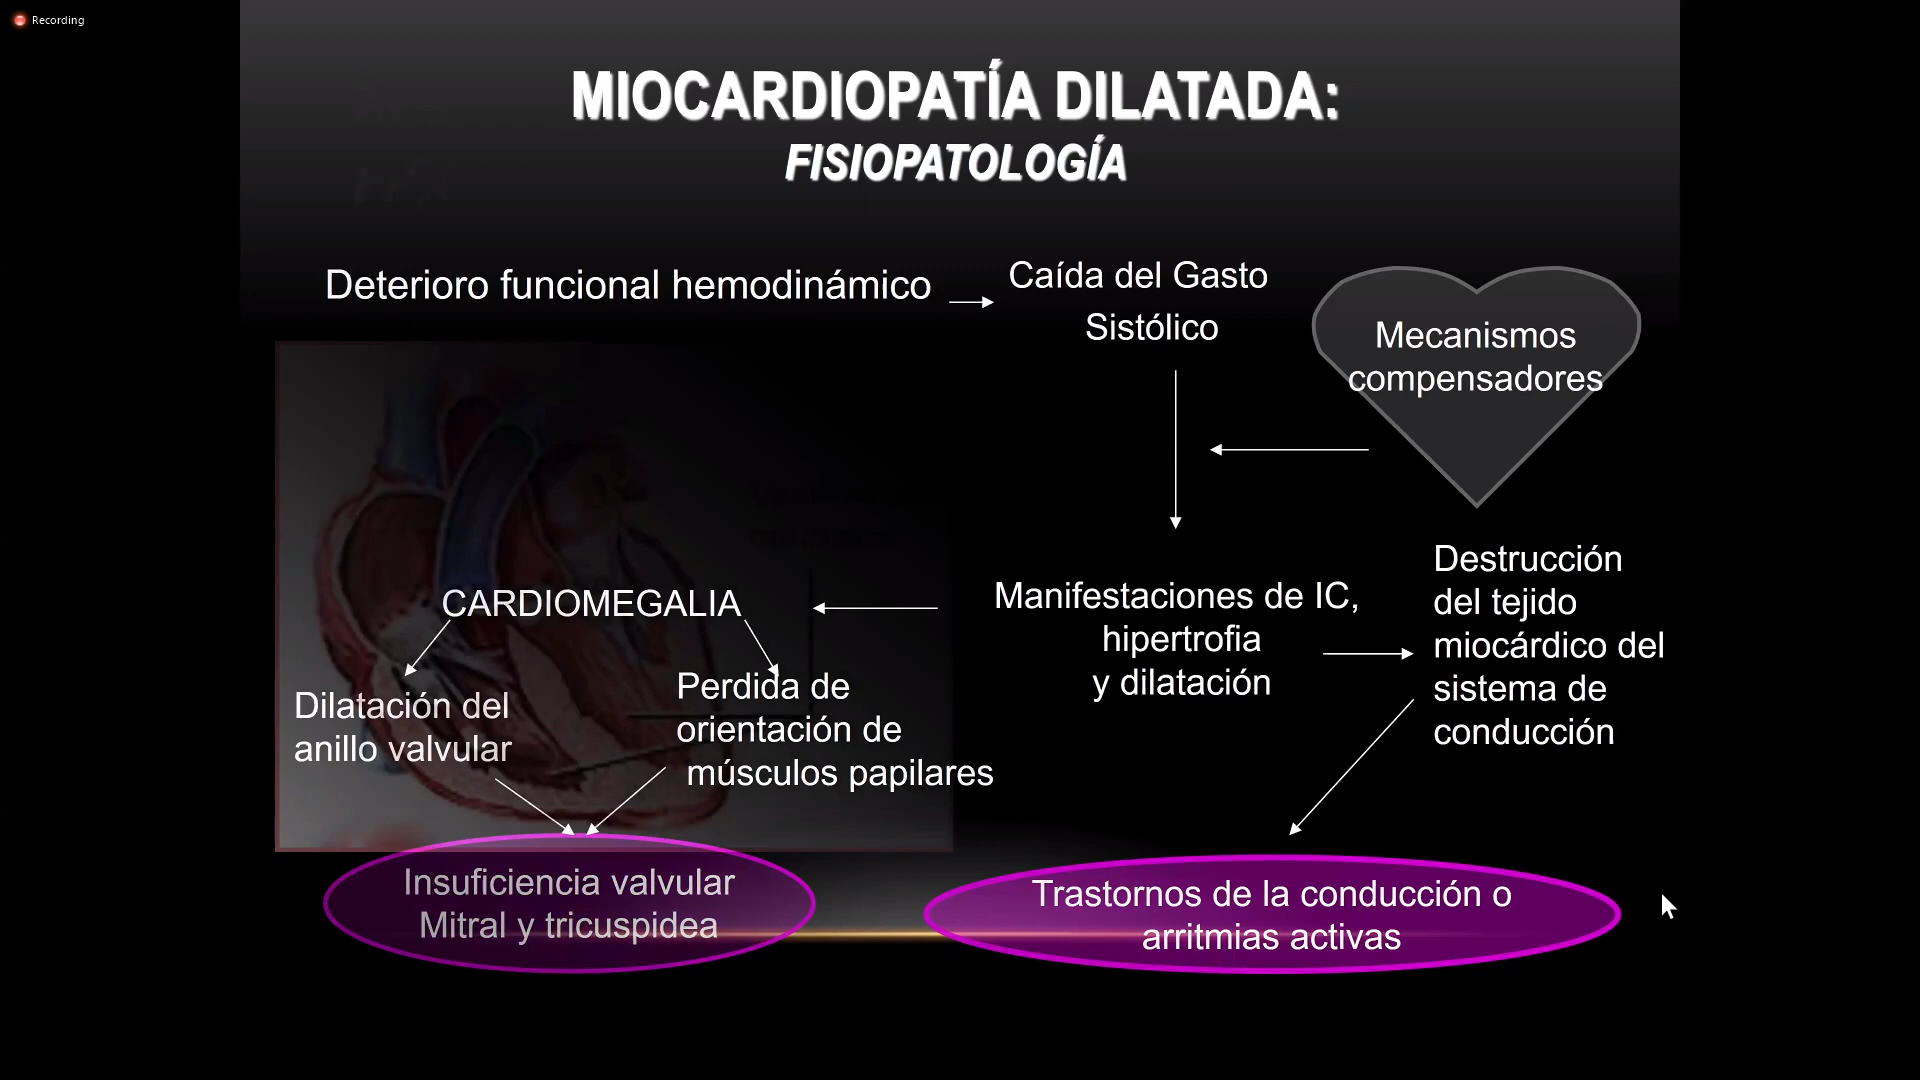 Recording
MIOCARDIOPATÍA DILATADA:
FISIOPATOLOGÍA
Deterioro funcional hemodinámico
Caída del Gasto
Sistólico
Mecanismos
compensadores
Manifestaciones de IC,
hipertrofia
y dilatación
Destrucción
del tejido
miocárdico del
sistema de
conducción
CARDIOMEGALIA
Dilatación del
anillo valvular
Perdida de
orientación de
músculos papilares
Insuficiencia valvular
Mitral y tricuspidea
Trastornos de la conducción o
arritmias activas